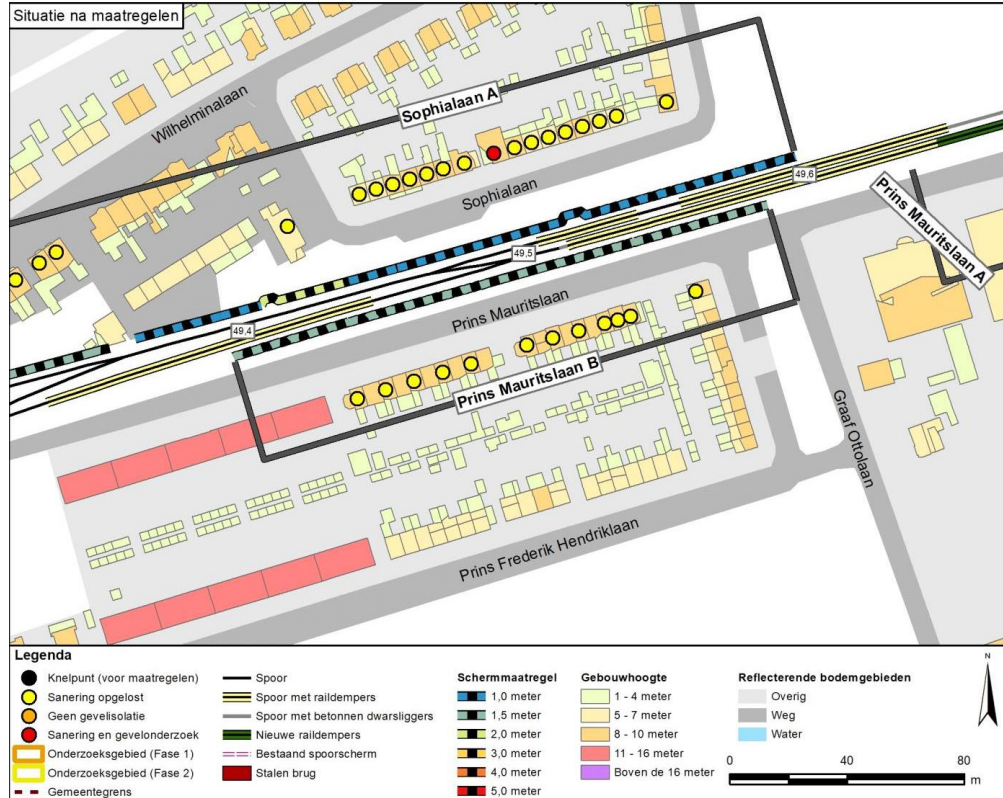 Situatie na maatregelen
Wilhelminalaan
Sophialaan A
Sophialaan
49,6
49,5
49,4
Prins Mauritslaan A
Prins Mauritslaan
Prins Mauritslaan B
Graaf Ottolaan
Prins Frederik Hendriklaan
Legenda
Knelpunt (voor maatregelen)
Sanering opgelost
Geen gevelisolatie
Sanering en gevelonderzoek
Onderzoeksgebied (Fase 1)
Onderzoeksgebied (Fase 2)
Gemeentegrens
Spoor
Spoor met raildempers
Spoor met betonnen dwarsliggers
Nieuwe raildempers
Bestaand spoorscherm
Stalen brug
Schermmaatregel
1,0 meter
1,5 meter
2,0 meter
3,0 meter
4,0 meter
5,0 meter
Gebouwhoogte
1 - 4 meter
5 - 7 meter
8 - 10 meter
11 - 16 meter
Boven de 16 meter
Reflecterende bodemgebieden
Overig
Weg
Water
N
0 40 80
m